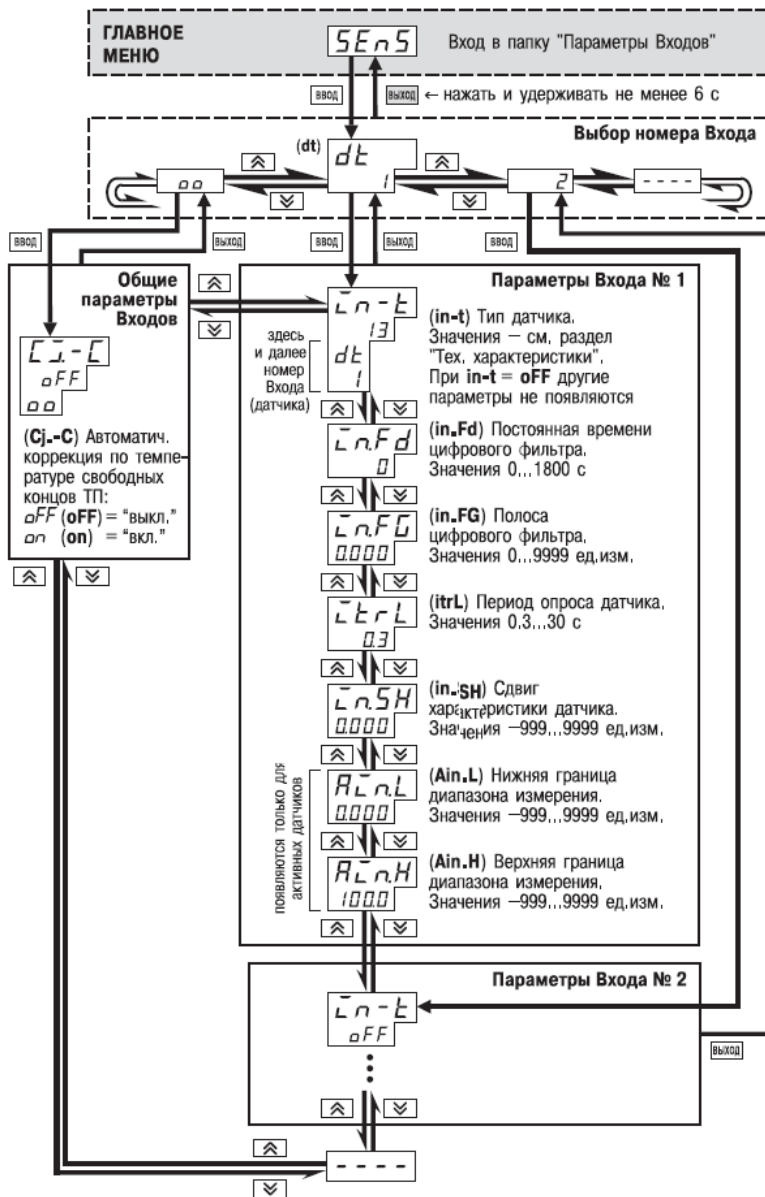 ГЛАВНОЕ
МЕНЮ
SEnS
Вход в папку "Параметры Входов"
ввод
выход ← нажать и удерживать не менее 6 с
Выбор номера Входа
(dt)
dt
1
oo
2
----
ввод
выход
ввод
выход
ввод
Общие
параметры
Входов
Cj.-C
oFF
oo
(Cj.-C) Автоматич.
коррекция по темпе-
ратуре свободных
концов ТП:
oFF (oFF) = "выкл."
on (on) = "вкл."
Параметры Входа № 1
in-t
13
dt
1
здесь
и далее
номер
Входа
(датчика)
(in-t) Тип датчика.
Значения – см, раздел
"Тех, характеристики",
При in-t = oFF другие
параметры не появляются
in.Fd
0
(in.Fd) Постоянная времени
цифрового фильтра,
Значения 0...1800 с
in.FG
0.000
(in.FG) Полоса
цифрового фильтра,
Значения 0...9999 ед.изм.
itrL
0.3
(itrL) Период опроса датчика,
Значения 0,3...30 с
in.SH
0.000
(in.SH) Сдвиг
характеристики датчика.
Значения –999...9999 ед.изм.
появляются только для
активных датчиков
Ain.L
0.000
(Ain.L) Нижняя граница
диапазона измерения.
Значения –999...9999 ед.изм.
Ain.H
100.0
(Ain.H) Верхняя граница
диапазона измерения,
Значения –999...9999 ед.изм.
Параметры Входа № 2
in-t
oFF
выход
----